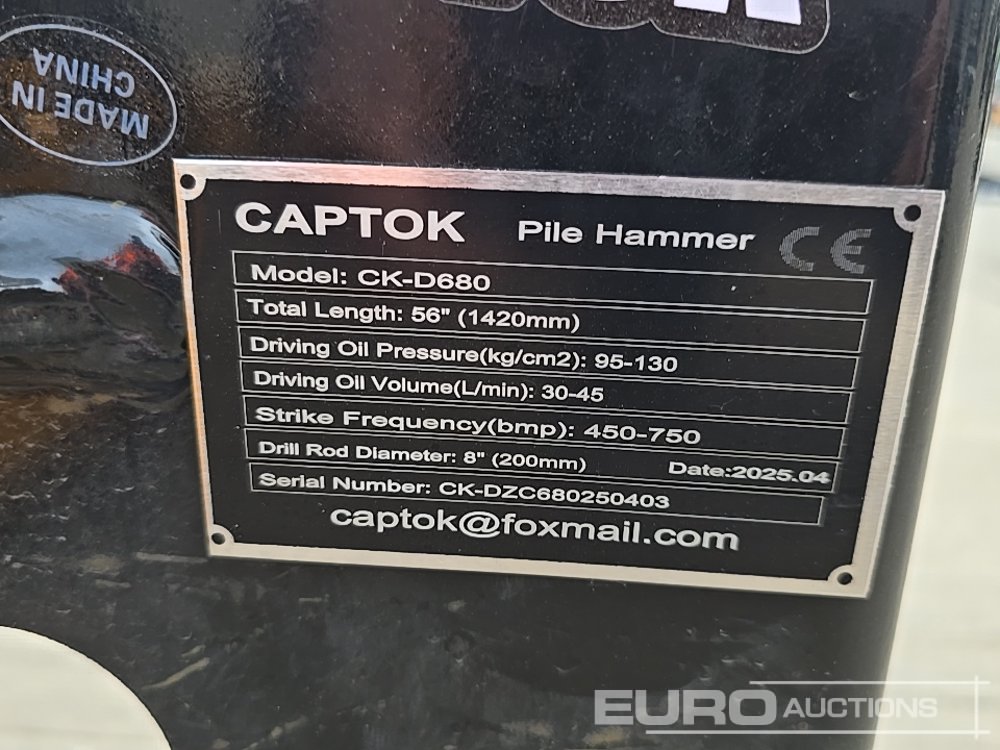 MADE IN
CHINA
CAPTOK Pile Hammer CE
Model: CK-D680
Total Length: 56" (1420mm)
Driving Oil Pressure(kg/cm2): 95-130
Driving Oil Volume(L/min): 30-45
Strike Frequency(bmp): 450-750
Drill Rod Diameter: 8" (200mm) Date:2025.04
Serial Number: CK-DZC680250403
captok@foxmail.com
EURO AUCTIONS